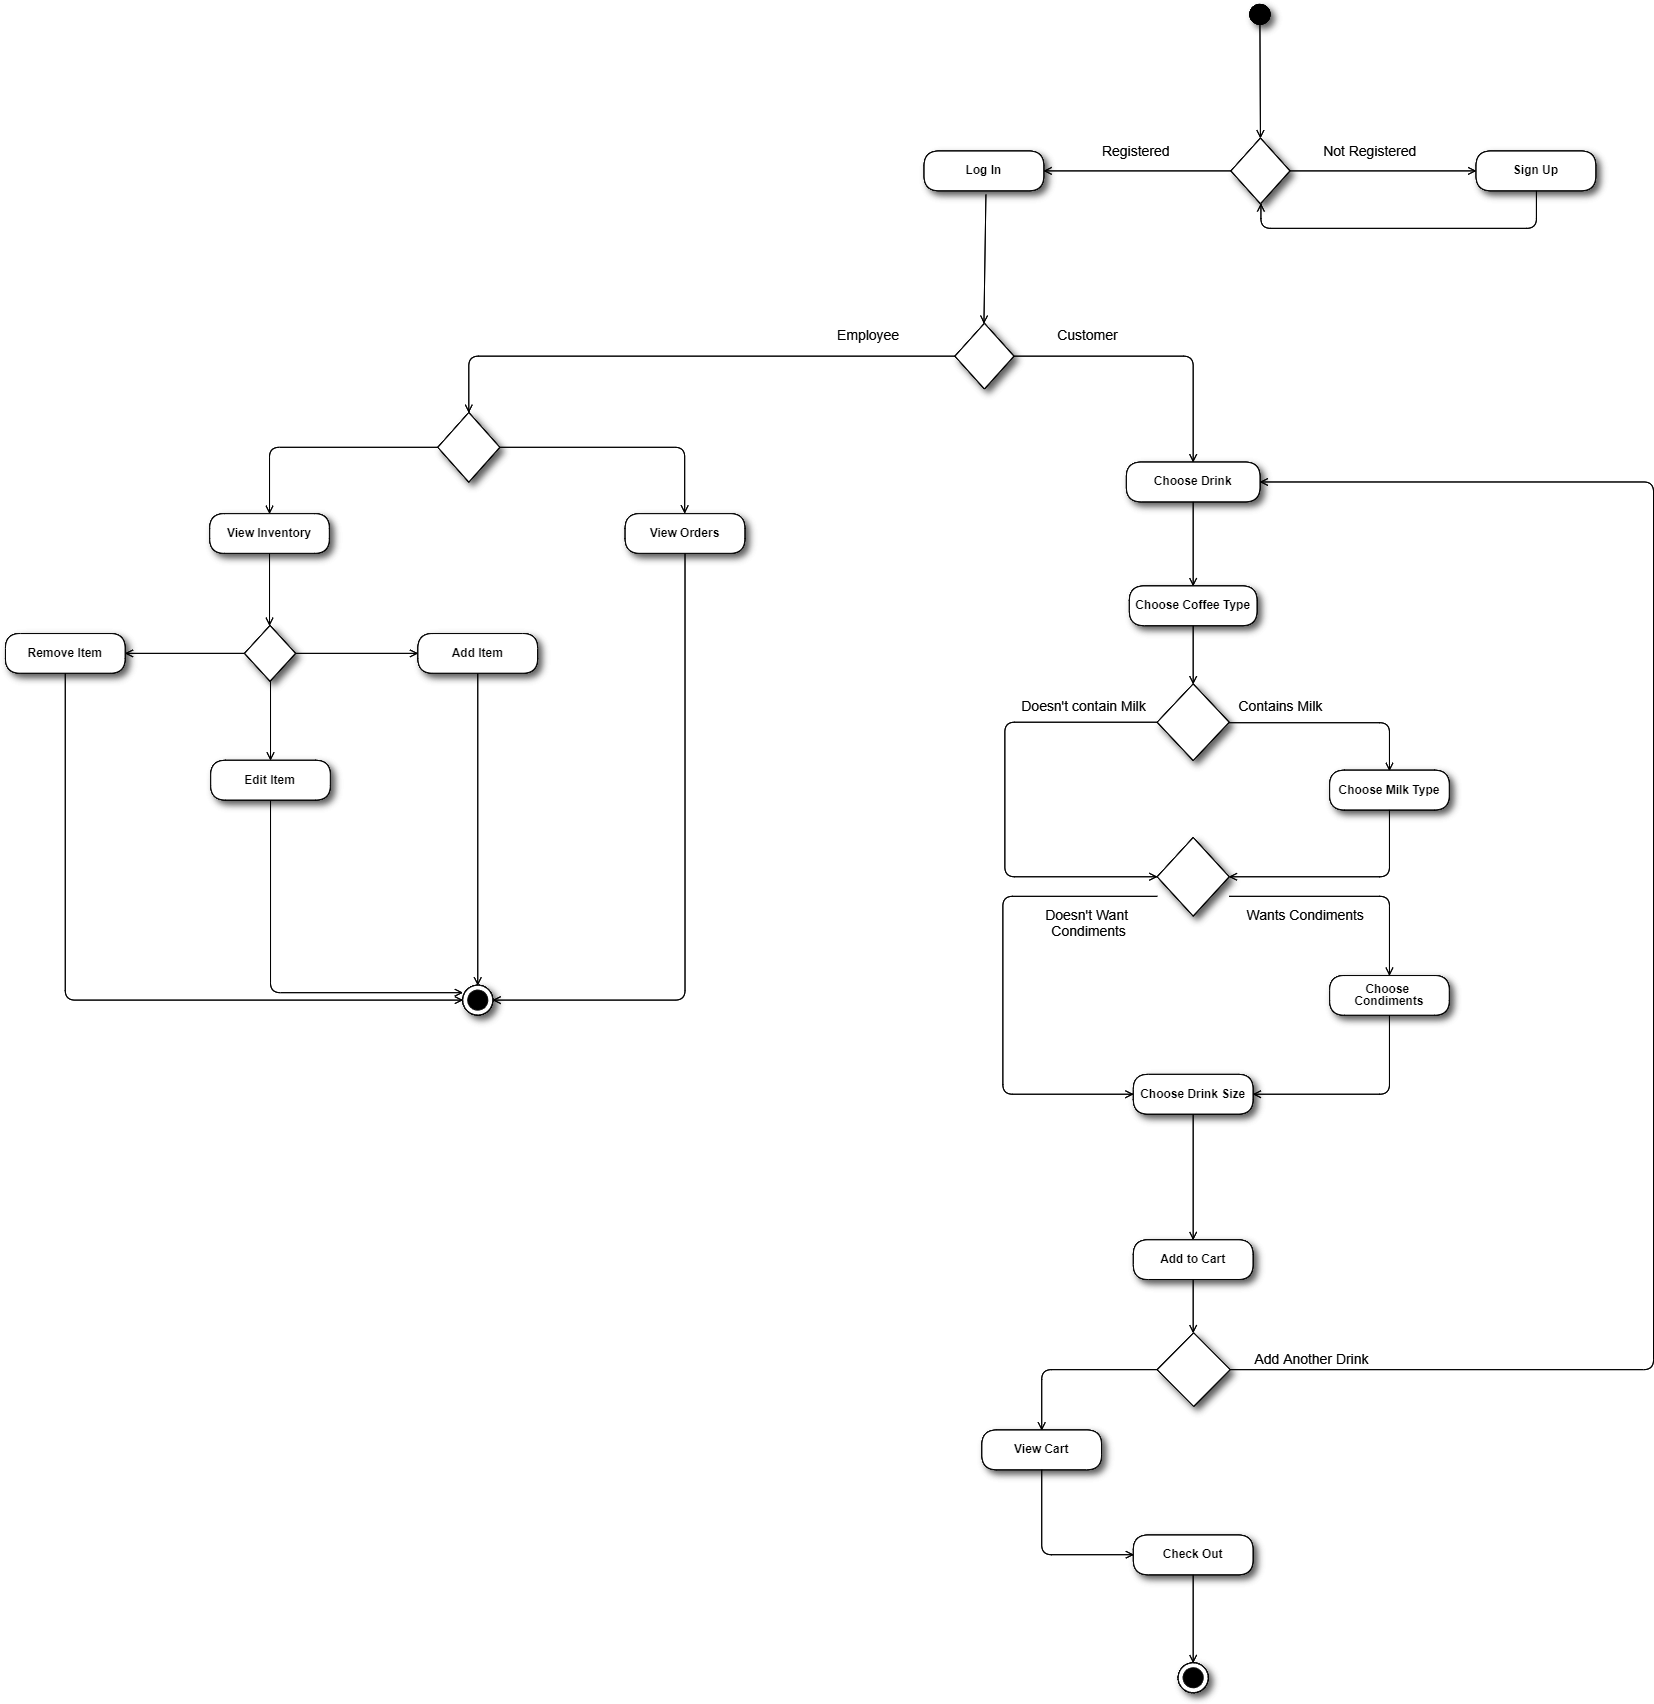 Registered
Not Registered
Log In
Sign Up
Employee
Customer
Choose Drink
View Inventory
View Orders
Choose Coffee Type
Remove Item
Add Item
Doesn't contain Milk
Contains Milk
Edit Item
Choose Milk Type
Doesn't Want
Condiments
Wants Condiments
Choose
Condiments
Choose Drink Size
Add to Cart
Add Another Drink
View Cart
Check Out